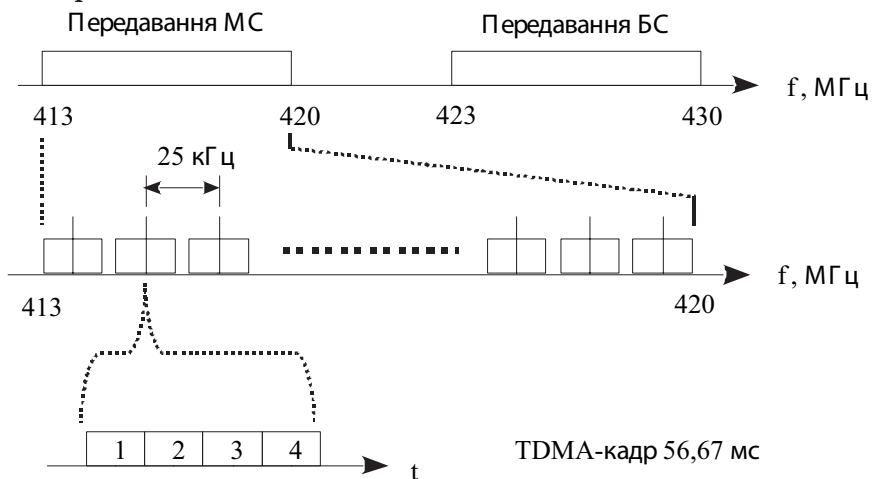 Передавання МС
Передавання БС
f, МГц
413
420
423
430
25 кГц
f, МГц
413
420
1 2 3 4
t
TDMA-кадр 56,67 мс